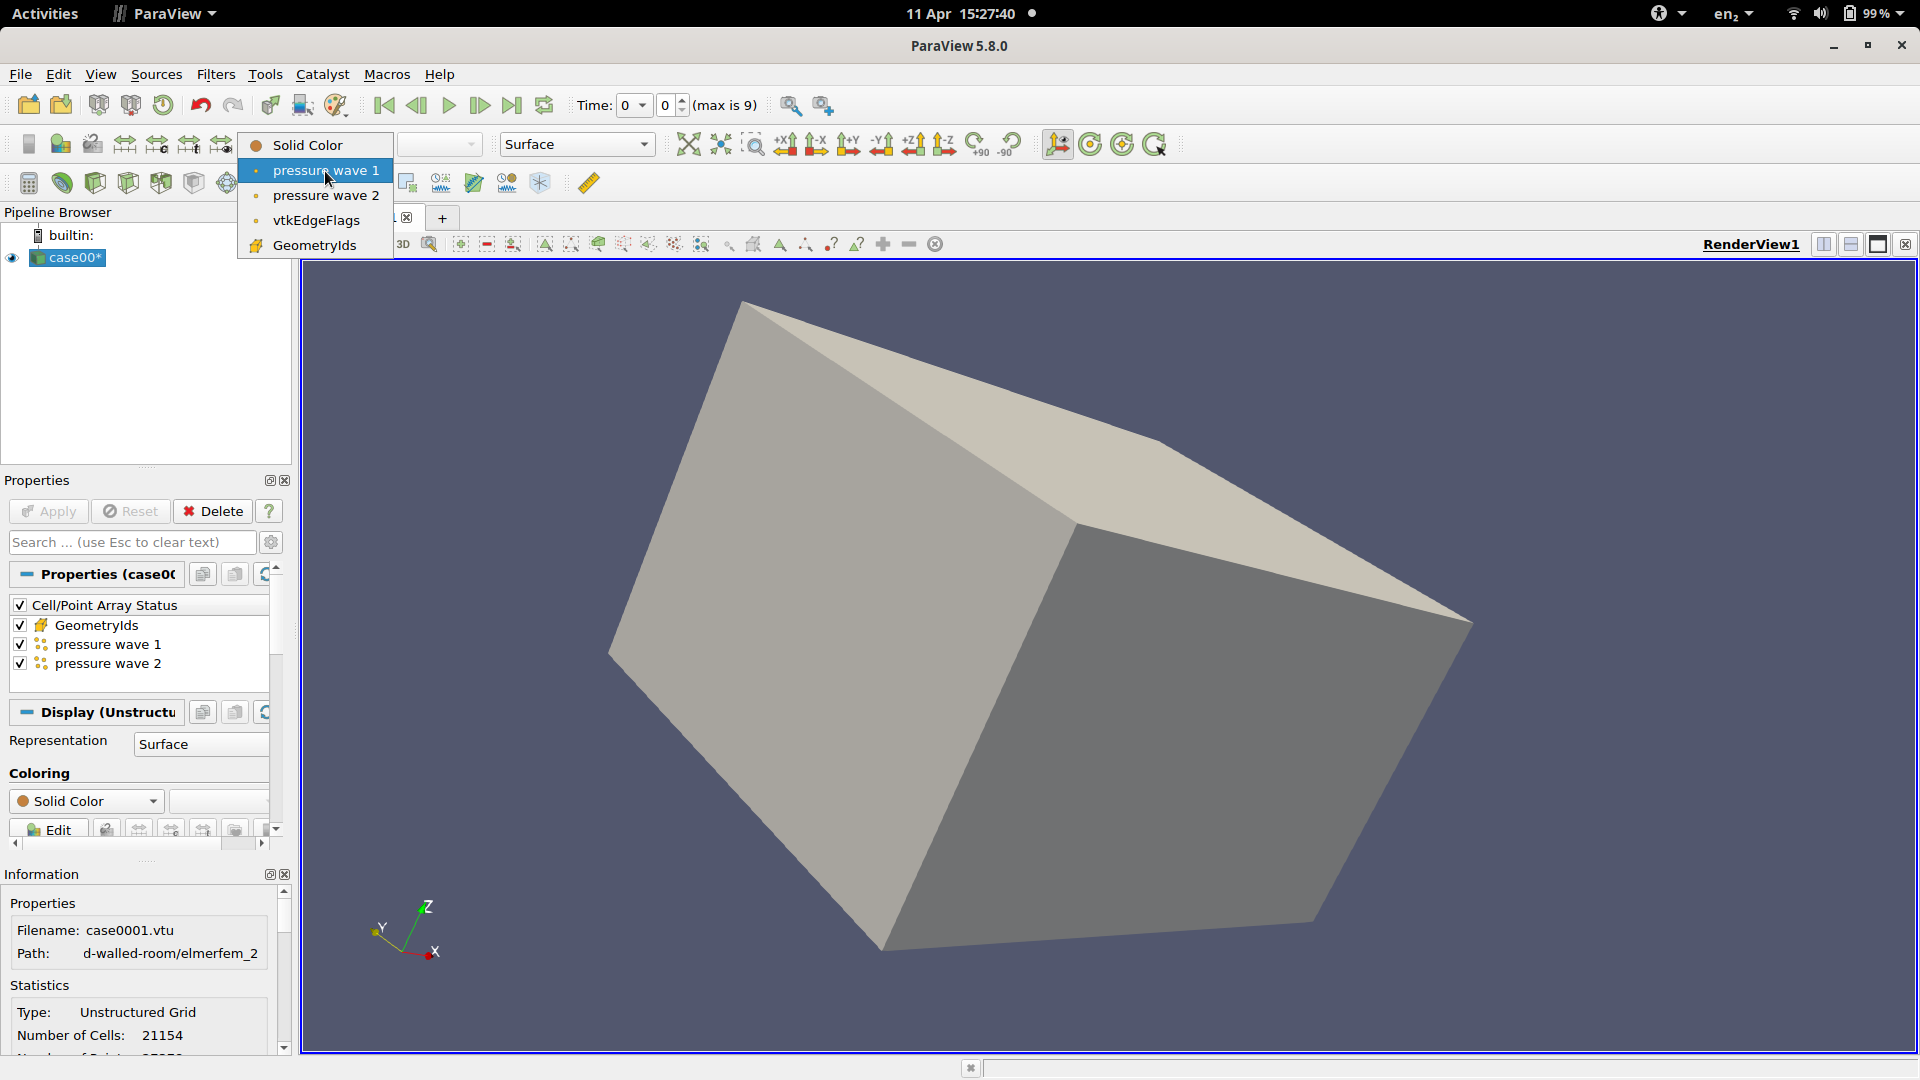 Activities ParaView 11 Apr 15:27:40 en₂ 99 %
ParaView 5.8.0
File Edit View Sources Filters Tools Catalyst Macros Help
Time: 0 0 (max is 9)
Solid Color
pressure wave 1
pressure wave 2
vtkEdgeFlags
GeometryIds
Surface
+X -X +Y -Y +Z -Z +90 -90
Pipeline Browser
builtin:
case00*
+
3D
RenderView1
Properties
Apply Reset Delete ?
Search ... (use Esc to clear text)
Properties (case00
Cell/Point Array Status
GeometryIds
pressure wave 1
pressure wave 2
Display (Unstructu
Representation Surface
Coloring
Solid Color
Edit
Information
Properties
Filename: case0001.vtu
Path: d-walled-room/elmerfem_2
Statistics
Type: Unstructured Grid
Number of Cells: 21154
Z
Y
X